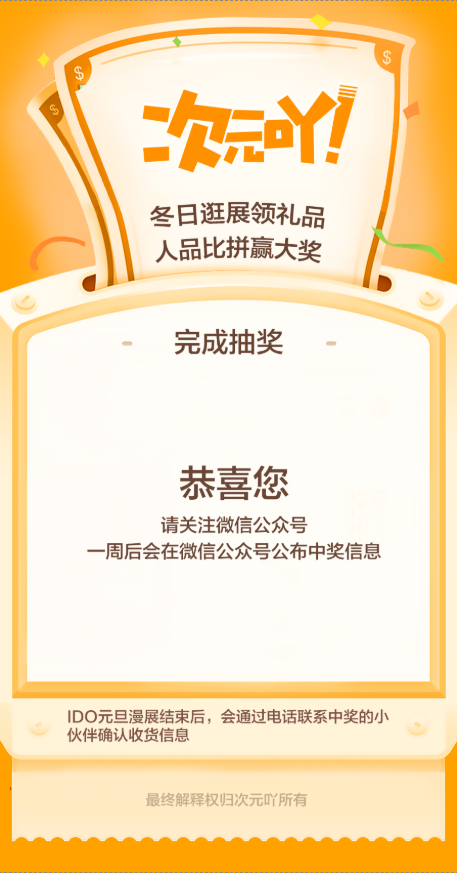 次元吖!
冬日逛展领礼品
人品比拼赢大奖
完成抽奖
恭喜您
请关注微信公众号
一周后会在微信公众号公布中奖信息
IDO元旦漫展结束后，会通过电话联系中奖的小
伙伴确认收货信息
最终解释权归次元吖所有